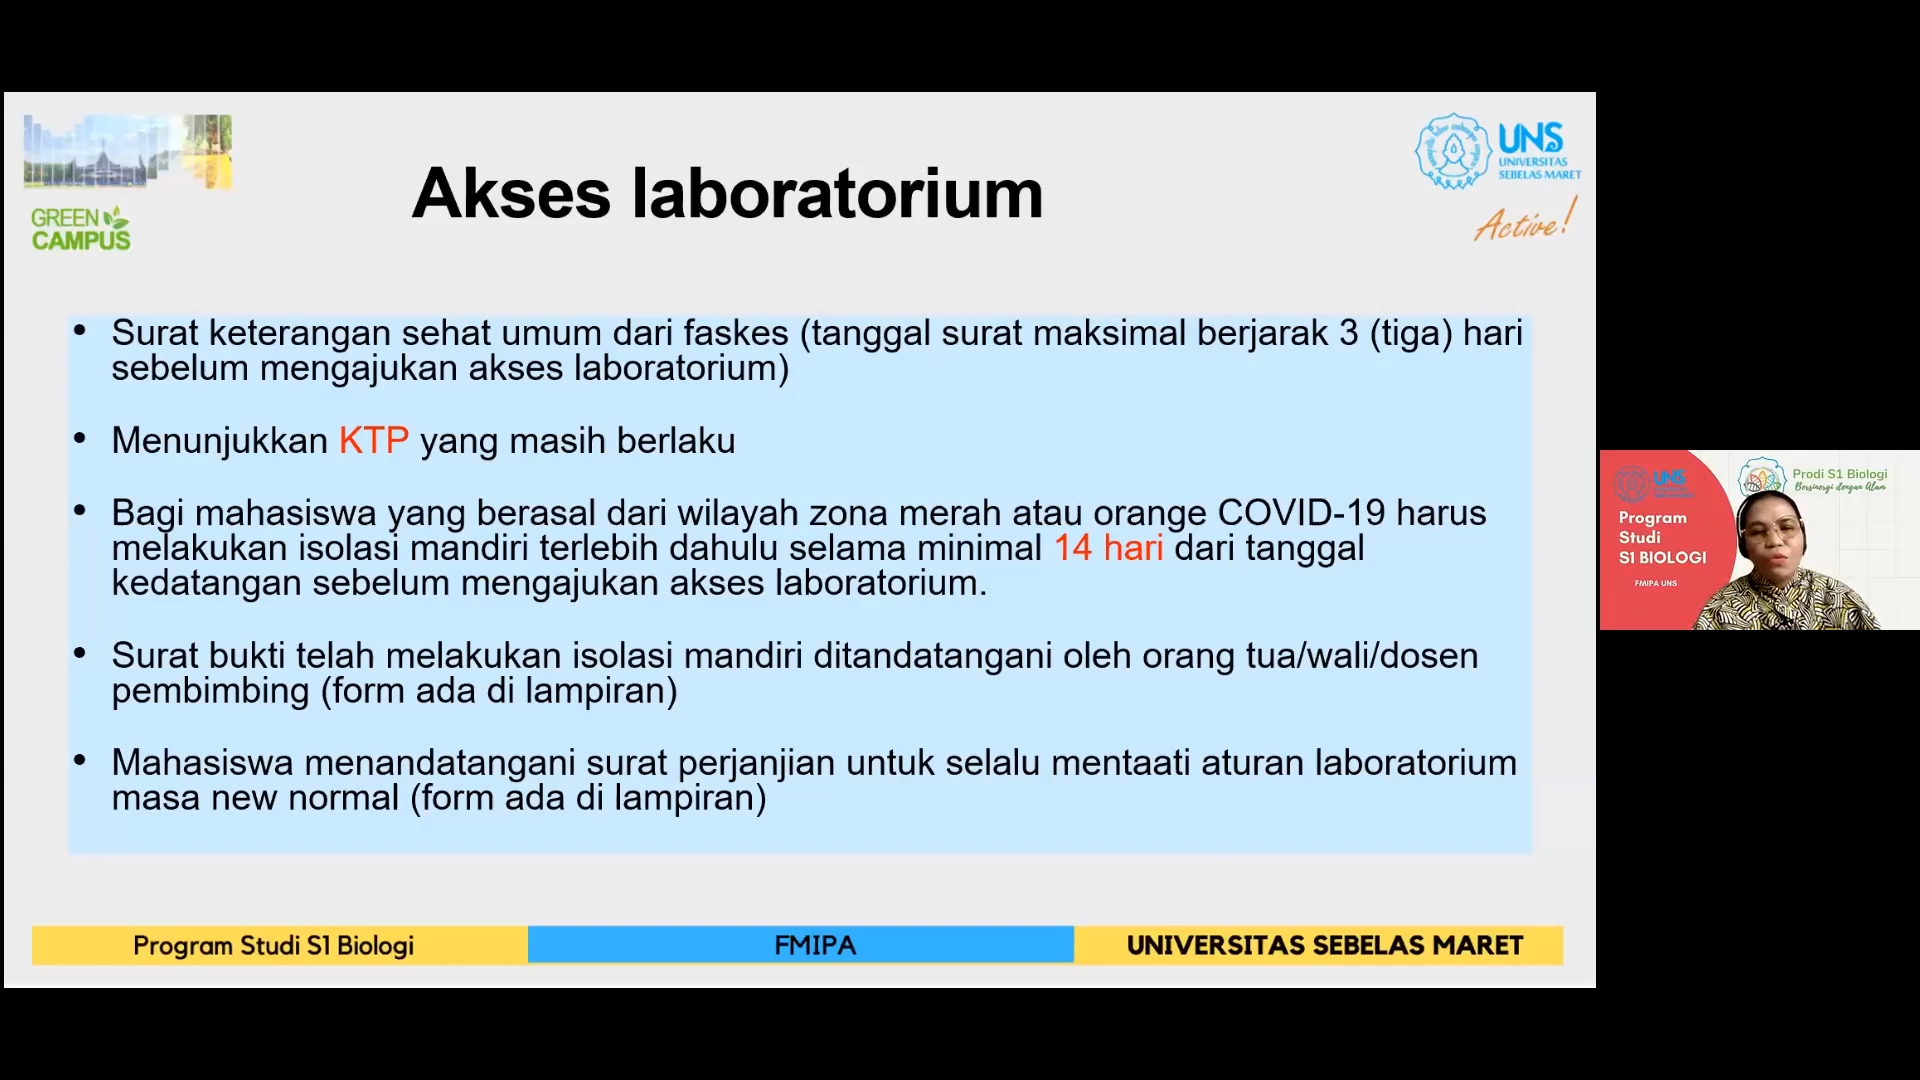 GREEN
CAMPUS
Akses laboratorium
UNS
UNIVERSITAS
SEBELAS MARET
Active!
• Surat keterangan sehat umum dari faskes (tanggal surat maksimal berjarak 3 (tiga) hari
sebelum mengajukan akses laboratorium)
• Menunjukkan KTP yang masih berlaku
• Bagi mahasiswa yang berasal dari wilayah zona merah atau orange COVID-19 harus
melakukan isolasi mandiri terlebih dahulu selama minimal 14 hari dari tanggal
kedatangan sebelum mengajukan akses laboratorium.
• Surat bukti telah melakukan isolasi mandiri ditandatangani oleh orang tua/wali/dosen
pembimbing (form ada di lampiran)
• Mahasiswa menandatangani surat perjanjian untuk selalu mentaati aturan laboratorium
masa new normal (form ada di lampiran)
Program Studi S1 Biologi
FMIPA
UNIVERSITAS SEBELAS MARET
UNS
Prodi S1 Biologi
Bersinergi dengan Alam
Program
Studi
S1 BIOLOGI
FMIPA UNS